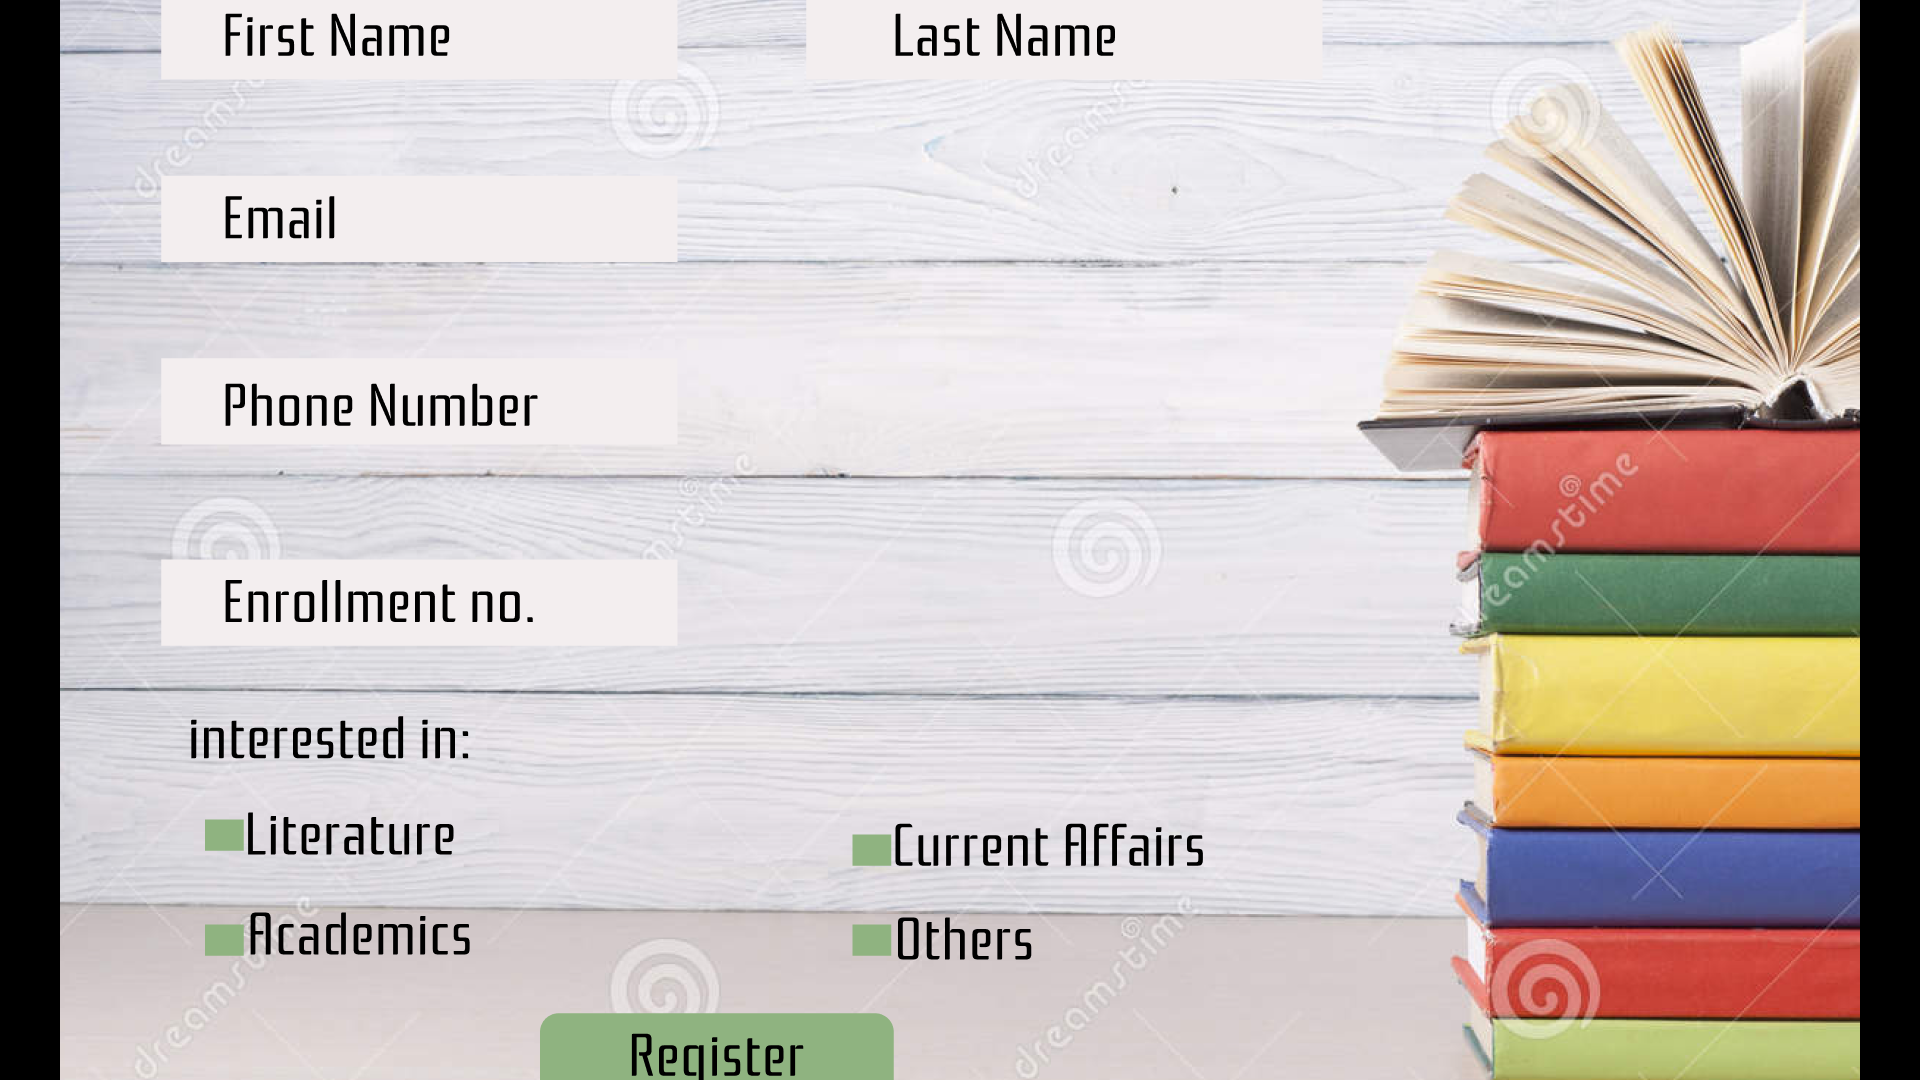 First Name
Last Name
Email
Phone Number
Enrollment no.
interested in:
Literature
Current Affairs
Academics
Others
Register
dreamstime
dreamstime
dreamstime
dreamstime
dreamstime
dreamstime